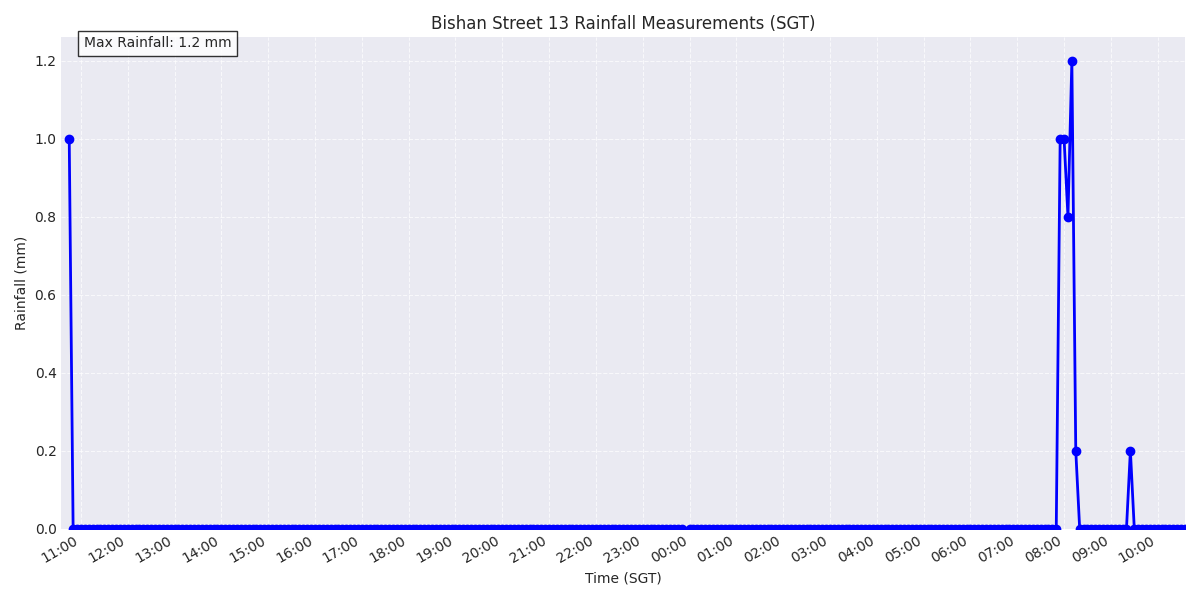 Bishan Street 13 Rainfall Measurements (SGT)
Max Rainfall: 1.2 mm
Rainfall (mm)
1.2
1.0
0.8
0.6
0.4
0.2
0.0
11:00 12:00 13:00 14:00 15:00 16:00 17:00 18:00 19:00 20:00 21:00 22:00 23:00 00:00 01:00 02:00 03:00 04:00 05:00 06:00 07:00 08:00 09:00 10:00
Time (SGT)